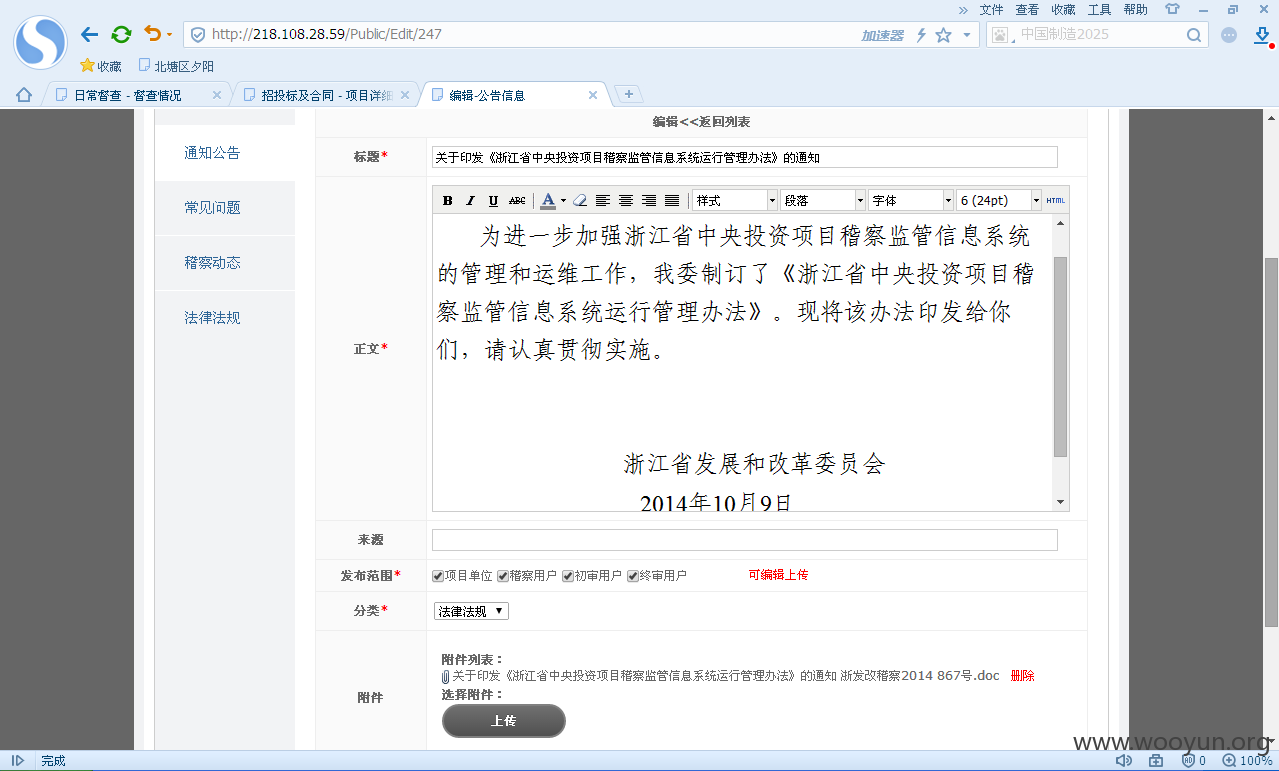 » 文件 查看 收藏 工具 帮助
http://218.108.28.59/Public/Edit/247
加速器
中国制造2025
收藏 北塘区夕阳
日常督查 - 督查情况
招投标及合同 - 项目详细
编辑-公告信息
编辑<<返回列表
通知公告
常见问题
稽察动态
法律法规
标题*
关于印发《浙江省中央投资项目稽察监管信息系统运行管理办法》的通知
B I U ABC A 样式 段落 字体 6 (24pt) HTML
正文*
为进一步加强浙江省中央投资项目稽察监管信息系统
的管理和运维工作，我委制订了《浙江省中央投资项目稽
察监管信息系统运行管理办法》。现将该办法印发给你
们，请认真贯彻实施。
浙江省发展和改革委员会
2014年10月9日
来源
发布范围*
项目单位 稽察用户 初审用户 终审用户 可编辑上传
分类*
法律法规
附件
附件列表：
关于印发《浙江省中央投资项目稽察监管信息系统运行管理办法》的通知 浙发改稽察2014 867号.doc 删除
选择附件：
上传
www.wooyun.org
完成
0
100%